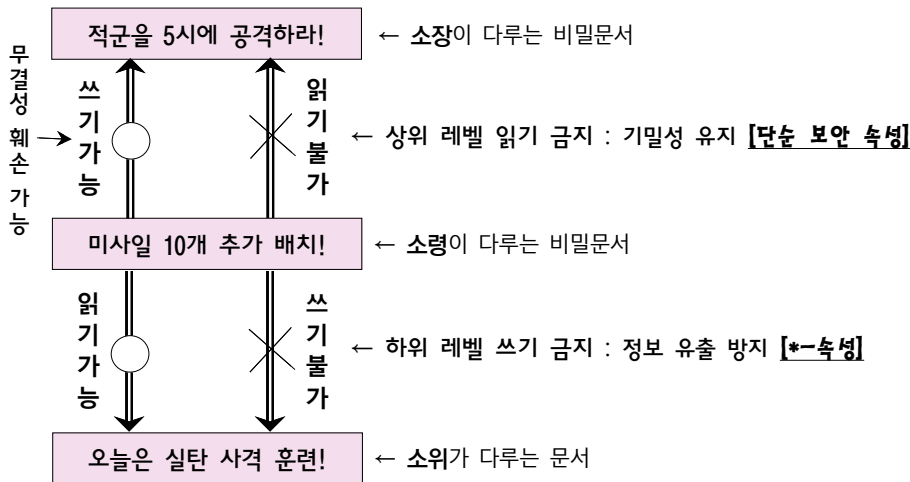 적군을 5시에 공격하라!
← 소장이 다루는 비밀문서
무결성 훼손 가능
쓰기가능
읽기불가
← 상위 레벨 읽기 금지 : 기밀성 유지 [단순 보안 속성]
미사일 10개 추가 배치!
← 소령이 다루는 비밀문서
읽기가능
쓰기불가
← 하위 레벨 쓰기 금지 : 정보 유출 방지 [*-속성]
오늘은 실탄 사격 훈련!
← 소위가 다루는 문서